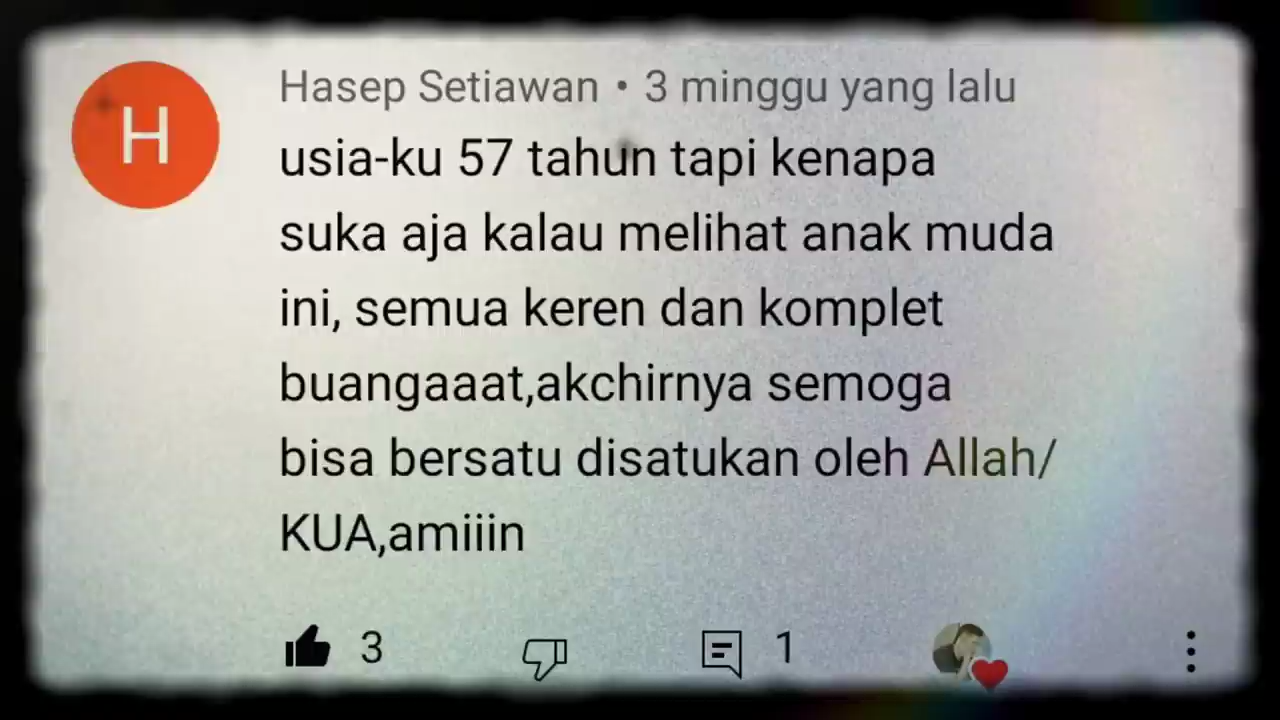 H
Hasep Setiawan • 3 minggu yang lalu
usia-ku 57 tahun tapi kenapa
suka aja kalau melihat anak muda
ini, semua keren dan komplet
buangaaat,akchirnya semoga
bisa bersatu disatukan oleh Allah/
KUA,amiiin
3
1